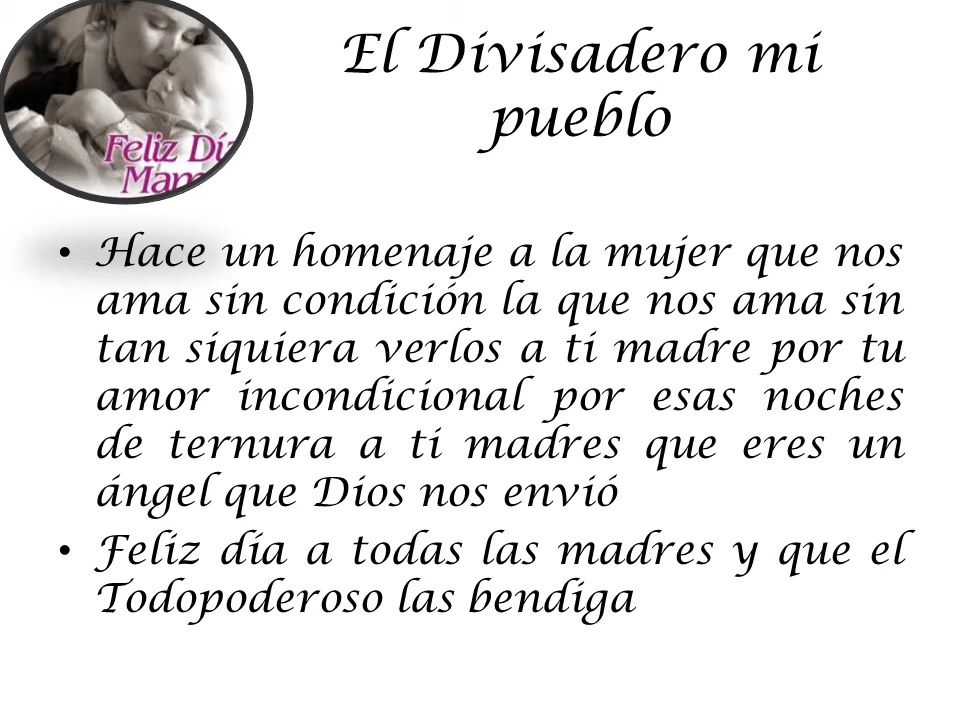 El Divisadero mi
pueblo
Feliz
• Hace un homenaje a la mujer que nos
ama sin condición la que nos ama sin
tan siquiera verlos a ti madre por tu
amor incondicional por esas noches
de ternura a ti madres que eres un
ángel que Dios nos envió
• Feliz día a todas las madres y que el
Todopoderoso las bendiga